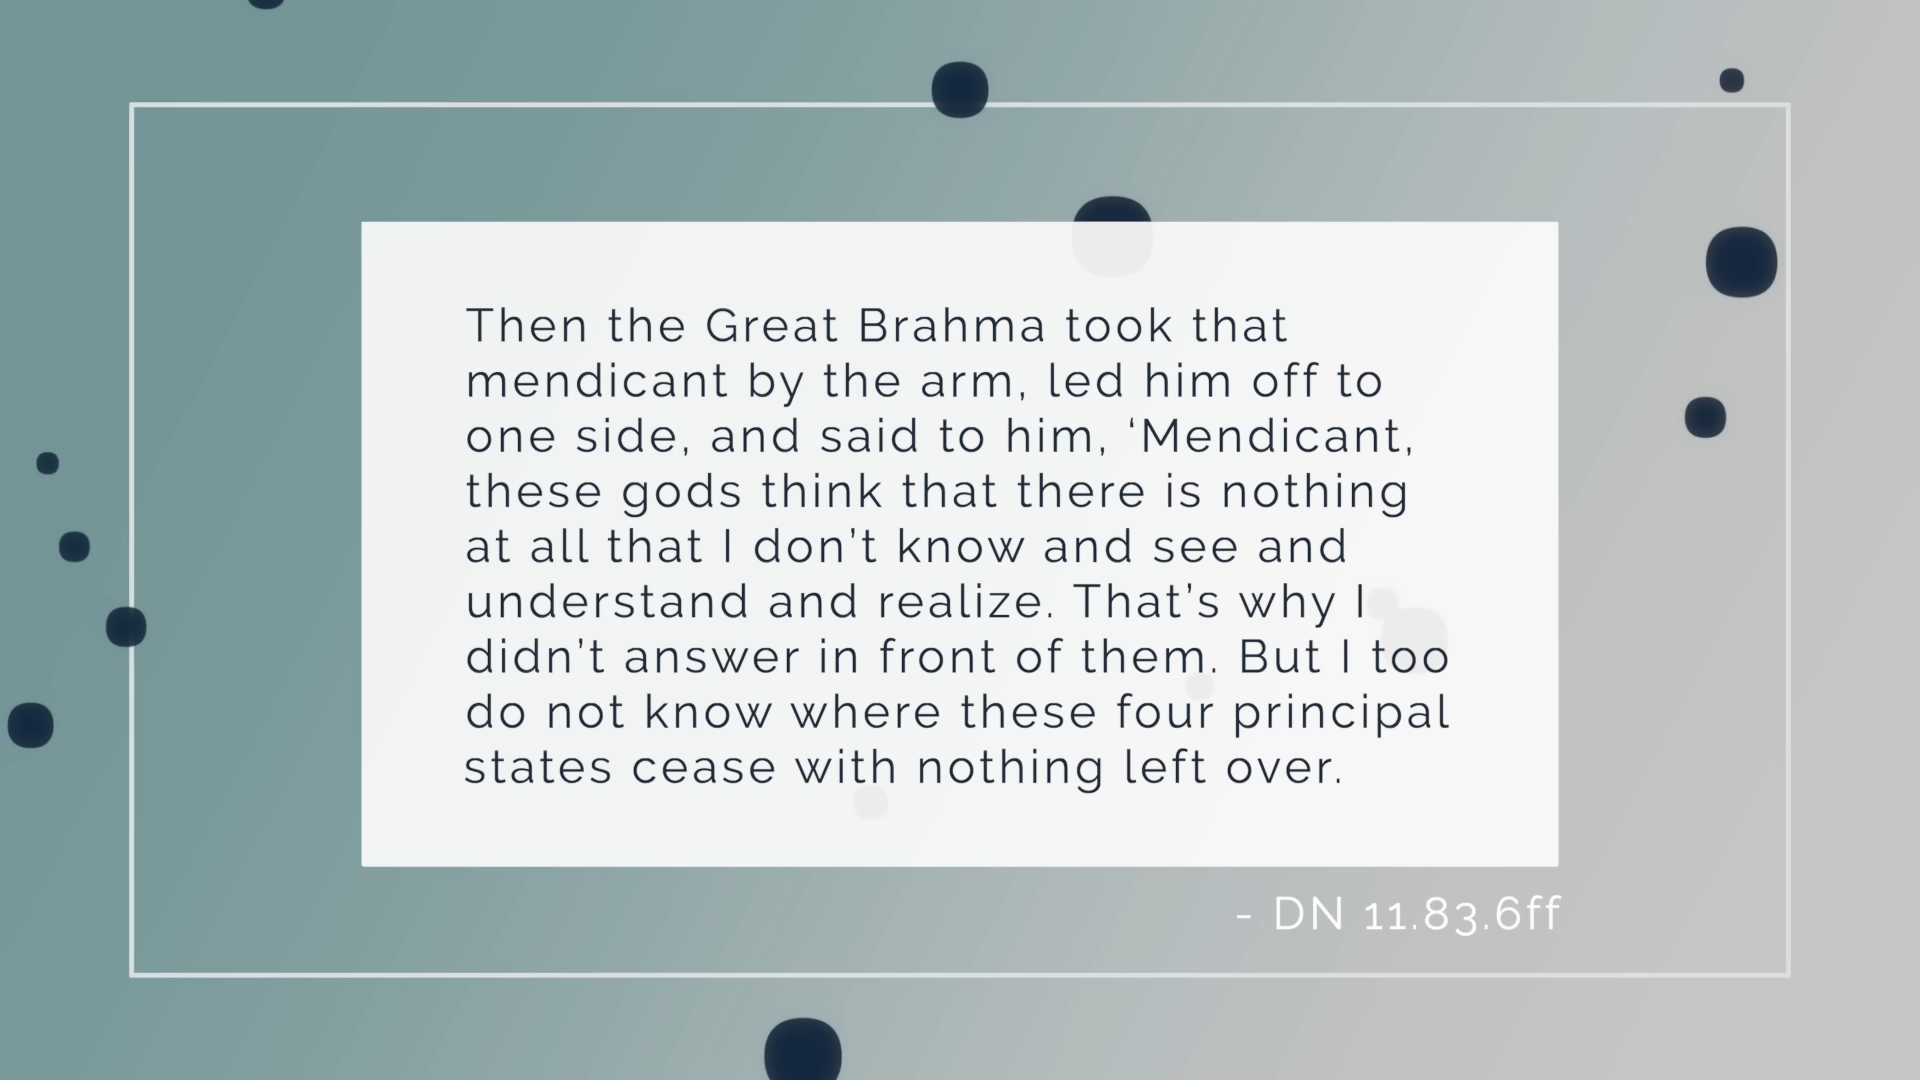 Then the Great Brahma took that
mendicant by the arm, led him off to
one side, and said to him, ‘Mendicant,
these gods think that there is nothing
at all that I don’t know and see and
understand and realize. That’s why I
didn’t answer in front of them. But I too
do not know where these four principal
states cease with nothing left over.
- DN 11.83.6ff